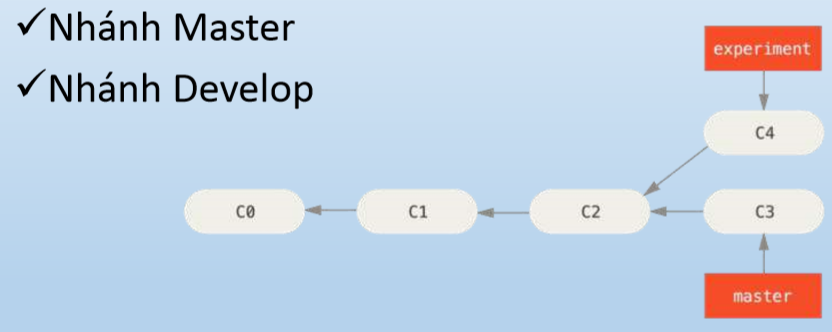 ✓Nhánh Master
✓Nhánh Develop
experiment
C4
C0 C1 C2 C3
master